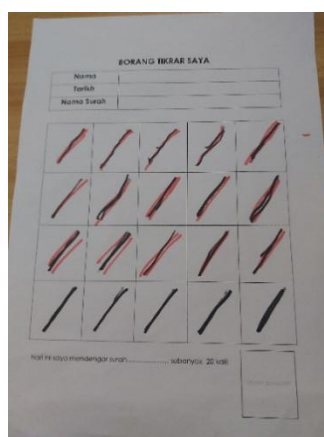 BORANG TIKRAR SAYA
Nama
Tarikh
Nama Surah
Hari ini saya mendengar surah .................. sebanyak 20 kali